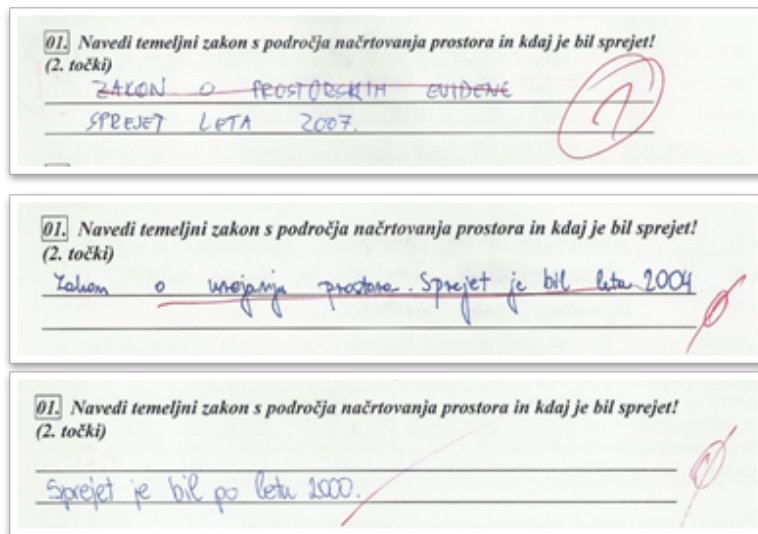 01. Navedi temeljni zakon s področja načrtovanja prostora in kdaj je bil sprejet!
(2. točki)
ZAKON O PROSTORSKIH EVIDENC
SPREJET LETA 2007.
1
01. Navedi temeljni zakon s področja načrtovanja prostora in kdaj je bil sprejet!
(2. točki)
Zakon o urejanju prostora. Sprejet je bil leta 2004
0
01. Navedi temeljni zakon s področja načrtovanja prostora in kdaj je bil sprejet!
(2. točki)
Sprejet je bil po letu 2000.
0